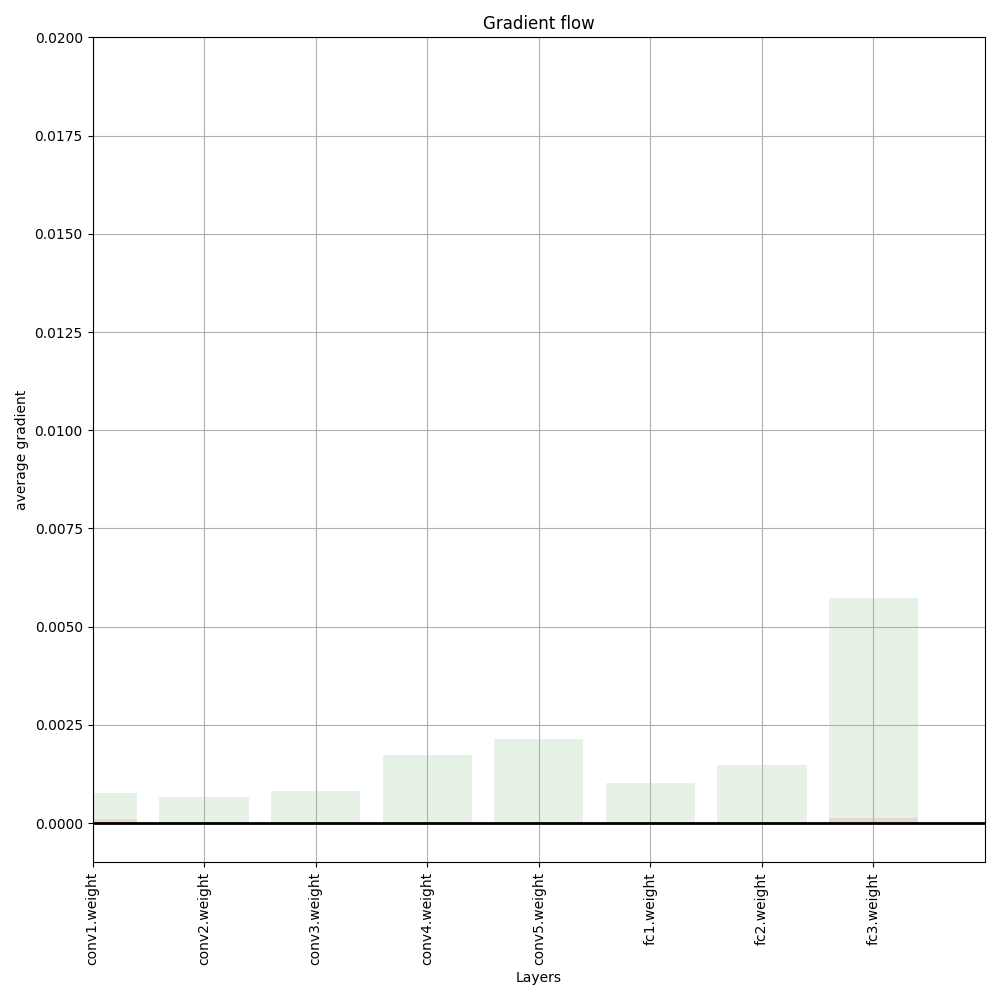 Gradient flow
0.0200
0.0175
0.0150
0.0125
0.0100
0.0075
0.0050
0.0025
0.0000
average gradient
conv1.weight
conv2.weight
conv3.weight
conv4.weight
conv5.weight
fc1.weight
fc2.weight
fc3.weight
Layers